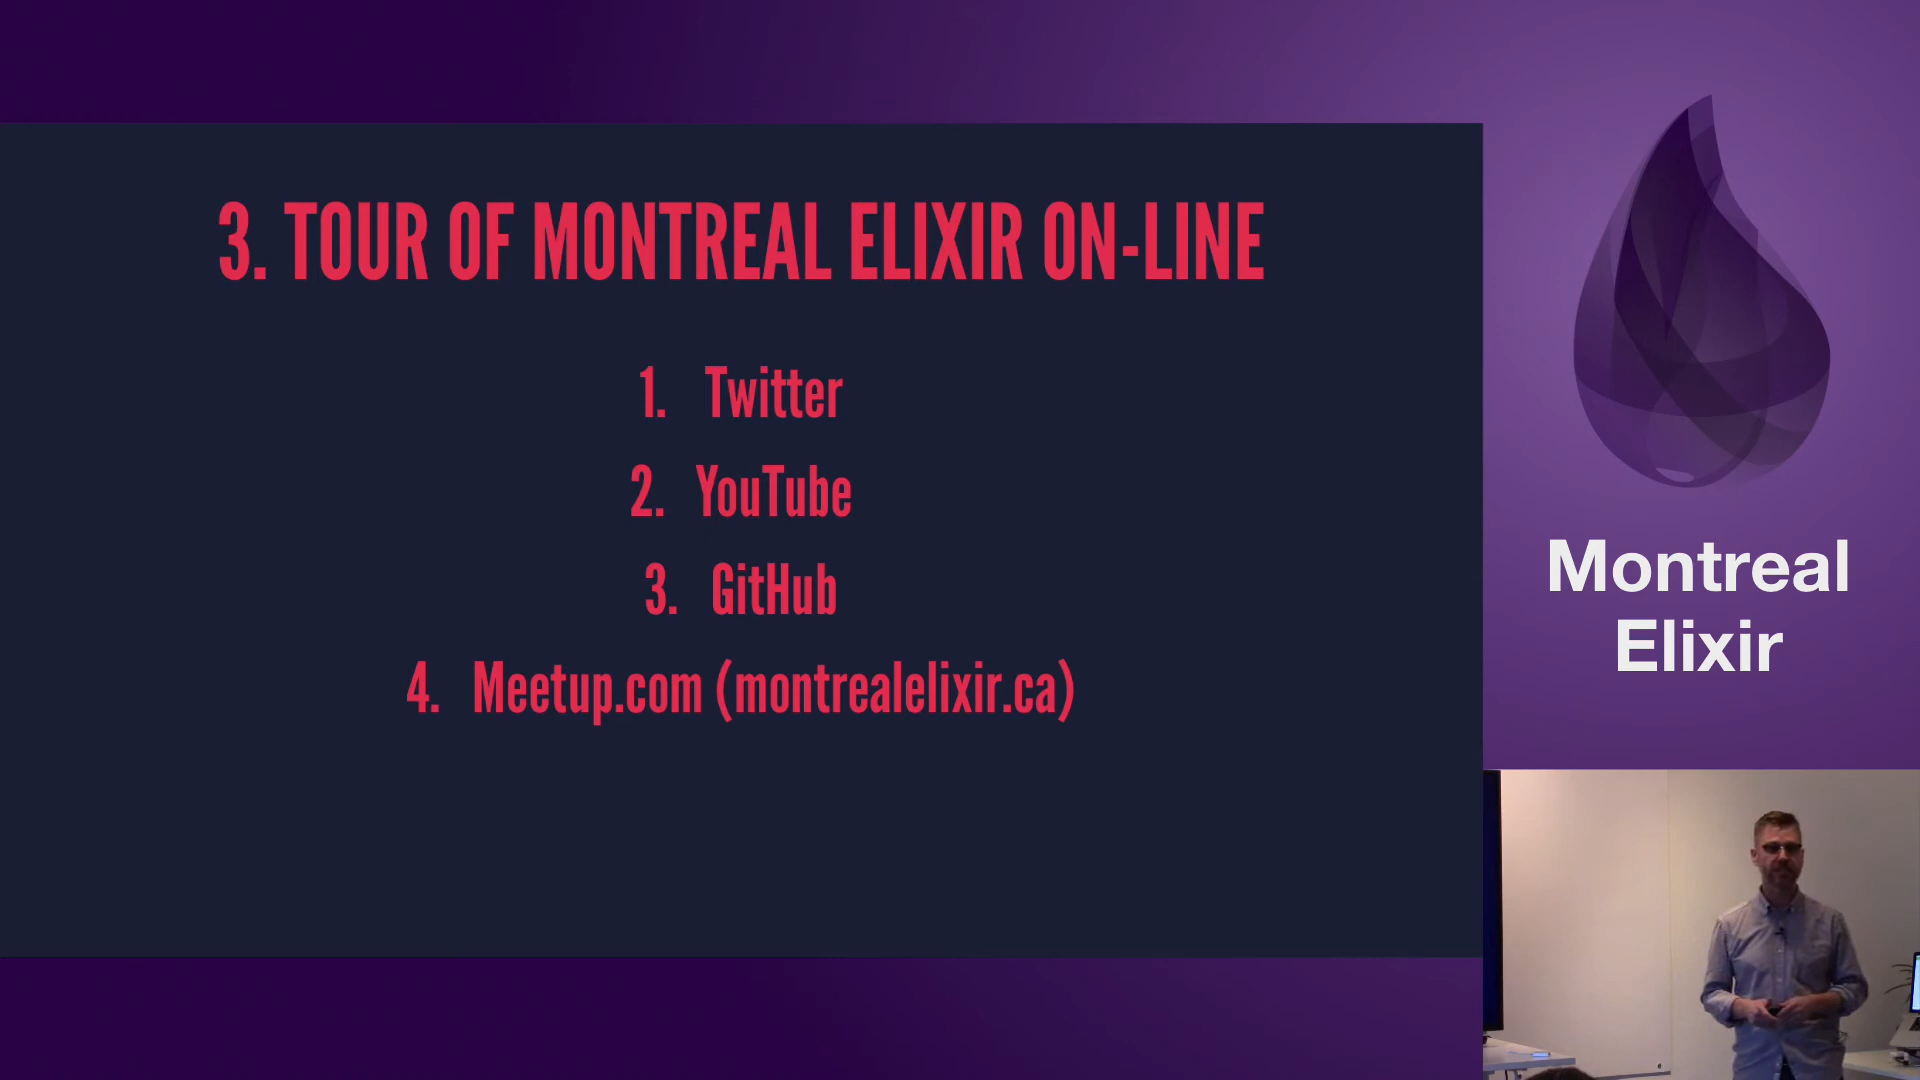 3. TOUR OF MONTREAL ELIXIR ON-LINE
1. Twitter
2. YouTube
3. GitHub
4. Meetup.com (montrealelixir.ca)
Montreal
Elixir